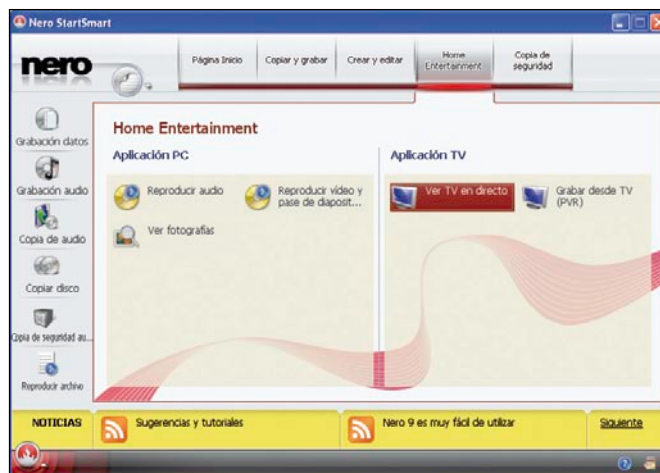 Nero StartSmart
nero
Página Inicio
Copiar y grabar
Crear y editar
Home
Entertainment
Copia de
seguridad
Grabación datos
Grabación audio
Copia de audio
Copiar disco
Copia de seguridad au...
Reproducir archivo
Home Entertainment
Aplicación PC
Reproducir audio
Reproducir vídeo y
pase de diaposit...
Ver fotografías
Aplicación TV
Ver TV en directo
Grabar desde TV
(PVR)
NOTICIAS
Sugerencias y tutoriales
Nero 9 es muy fácil de utilizar
Siguiente